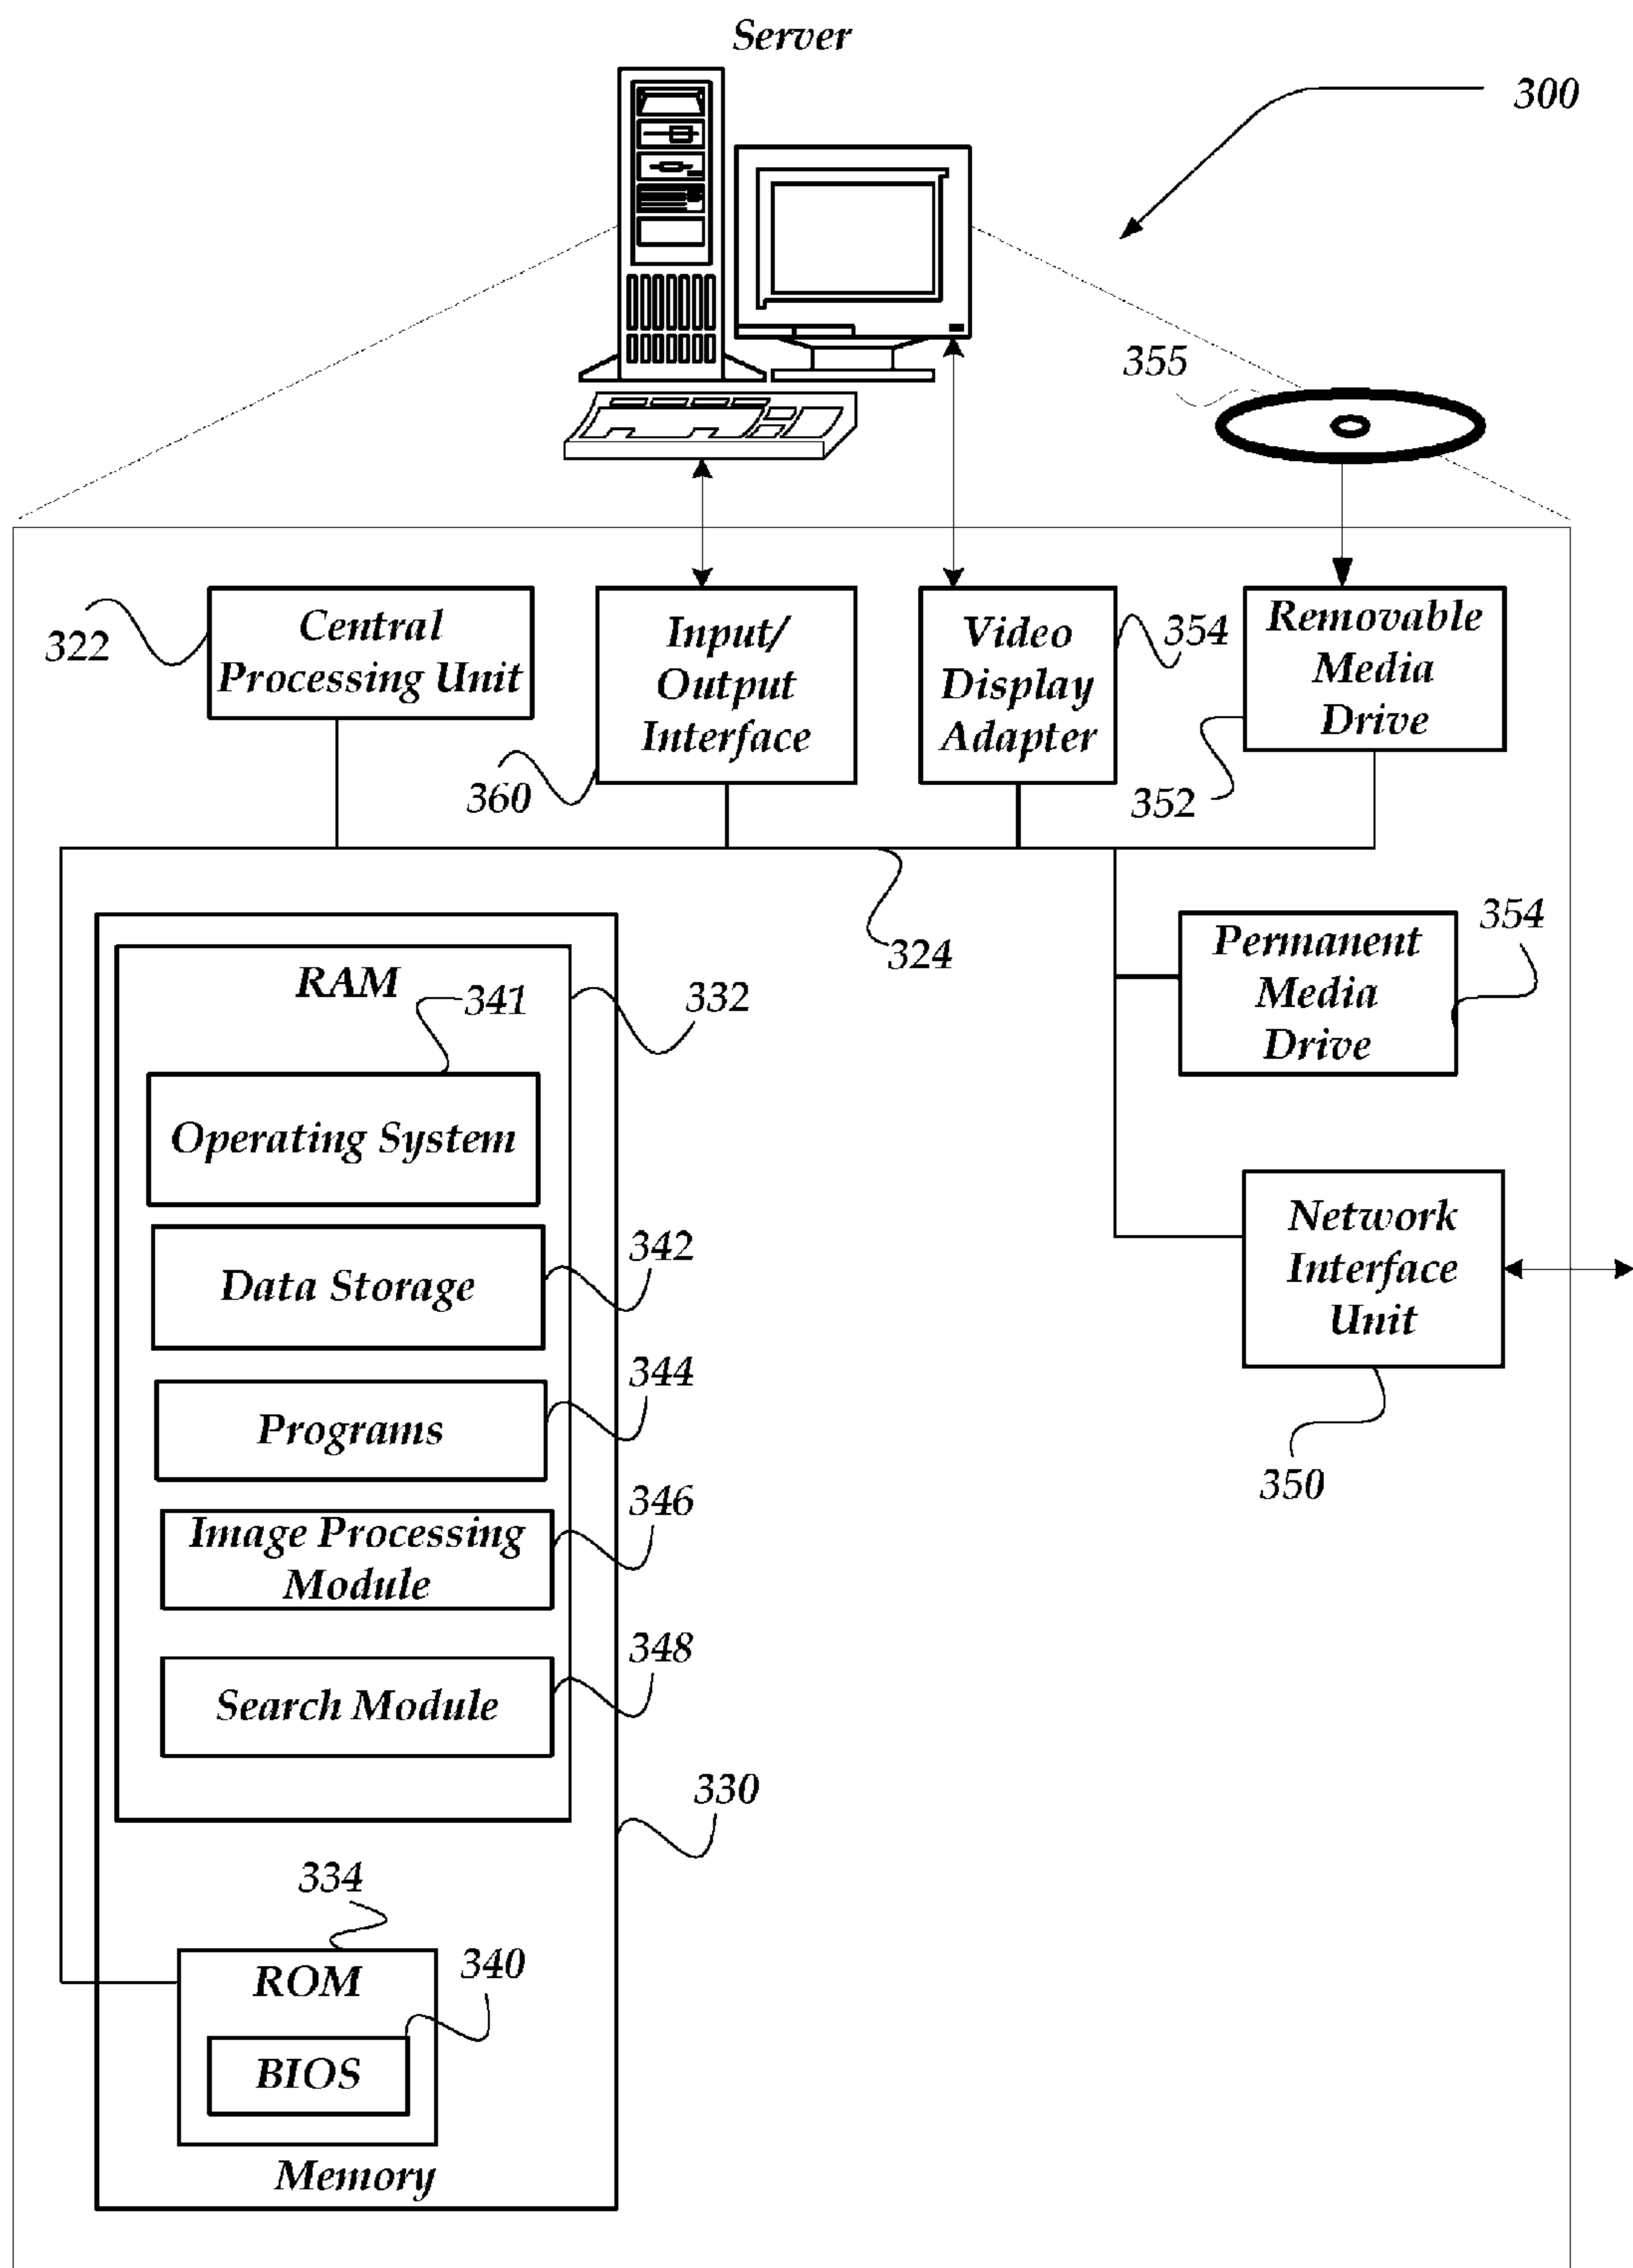 Server
300
355
322
Central
Processing Unit
Input/
Output
Interface
360
Video
Display
Adapter
354
Removable
Media
Drive
352
324
Permanent
Media
Drive
354
RAM
341
332
Operating System
342
Data Storage
344
Programs
346
Image Processing
Module
348
Search Module
Network
Interface
Unit
350
330
334
ROM
340
BIOS
Memory